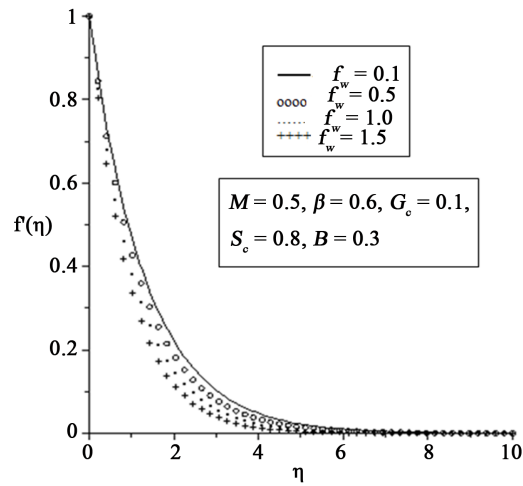 1
0.8
0.6
f'(η)
0.4
0.2
0
0 2 4 6 8 10
η
f_w = 0.1
oooo f_w = 0.5
..... f_w = 1.0
++++ f_w = 1.5
M = 0.5, β = 0.6, G_c = 0.1,
S_c = 0.8, B = 0.3